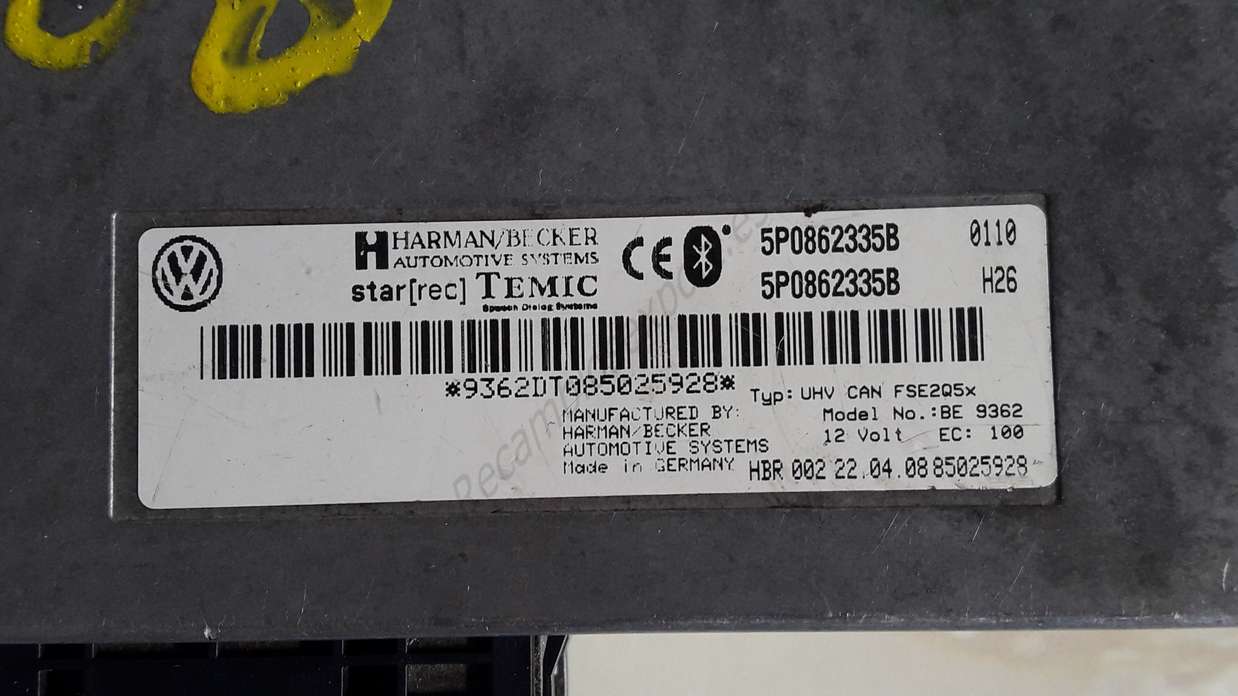 HARMAN/BECKER
AUTOMOTIVE SYSTEMS
star[rec] TEMIC
Speech Dialog Systems
CE
5P0862335B 0110
5P0862335B H26
*9362DT085025928*
Typ: UHV CAN FSE2Q5x
Model No.:BE 9362
12 Volt EC: 100
MANUFACTURED BY:
HARMAN/BECKER
AUTOMOTIVE SYSTEMS
Made in GERMANY
HBR 002 22.04.08 85025928